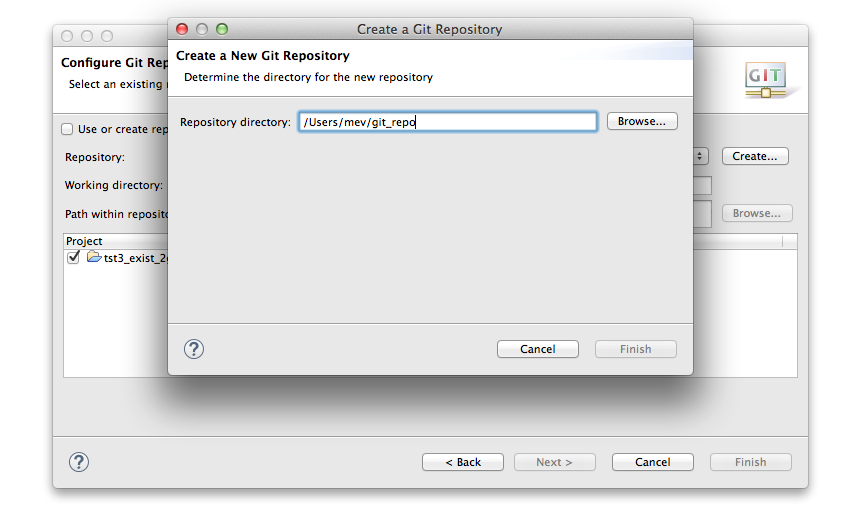 Create a Git Repository
Create a New Git Repository
Determine the directory for the new repository
Repository directory: /Users/mev/git_repo Browse...
Cancel Finish
Configure Git Rep
Select an existing
GIT
Use or create rep
Repository: Create...
Working directory:
Path within reposito Browse...
Project
tst3_exist_2
< Back Next > Cancel Finish